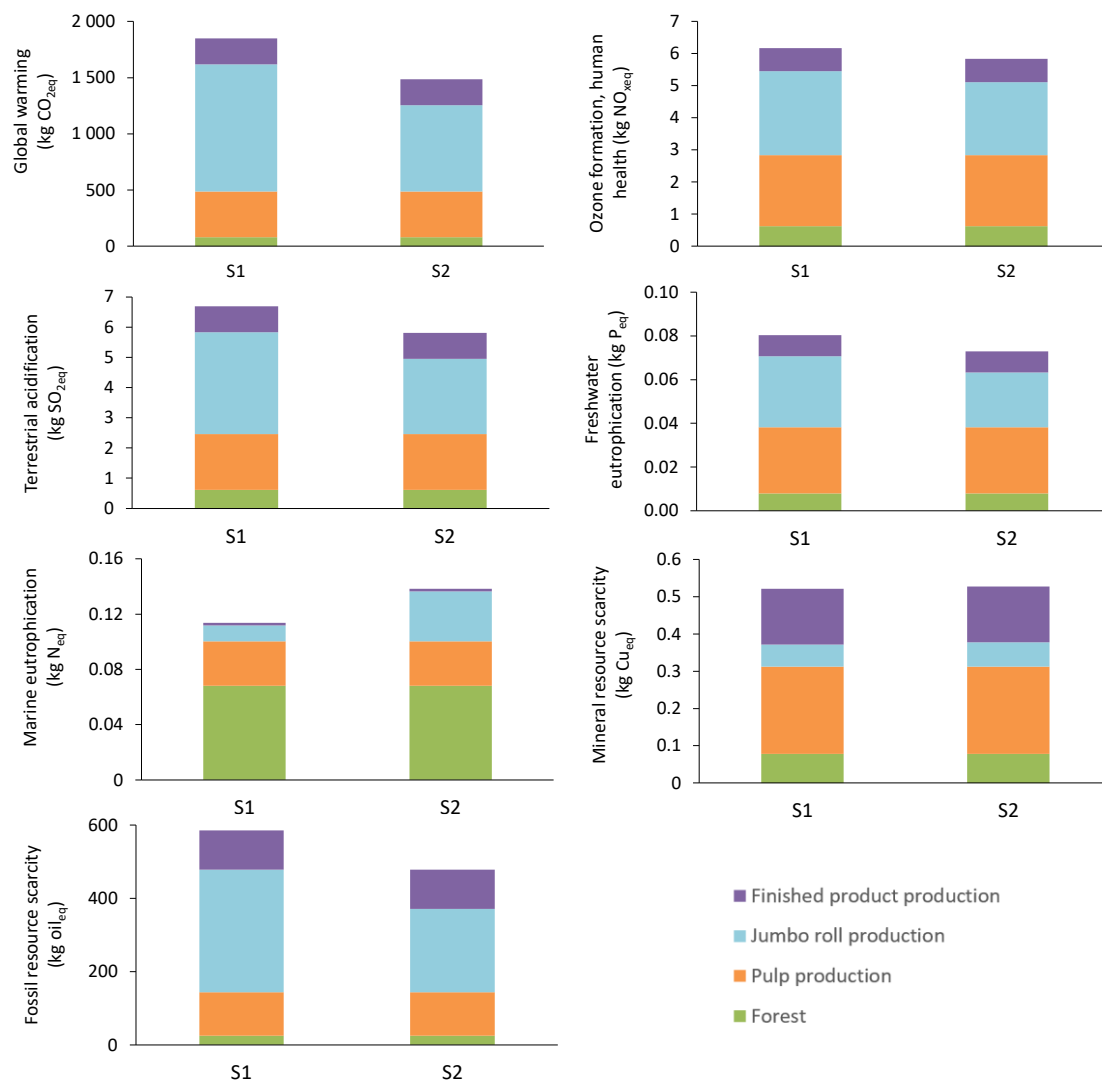 Global warming
(kg CO2eq)
2 000
1 500
1 000
500
0
S1 S2
Ozone formation, human
health (kg NOxeq)
7
6
5
4
3
2
1
0
S1 S2
Terrestrial acidification
(kg SO2eq)
7
6
5
4
3
2
1
0
S1 S2
Freshwater
eutrophication (kg Peq)
0.10
0.08
0.06
0.04
0.02
0.00
S1 S2
Marine eutrophication
(kg Neq)
0.16
0.12
0.08
0.04
0
S1 S2
Mineral resource scarcity
(kg Cueq)
0.6
0.5
0.4
0.3
0.2
0.1
0
S1 S2
Fossil resource scarcity
(kg oileq)
600
400
200
0
S1 S2
Finished product production
Jumbo roll production
Pulp production
Forest